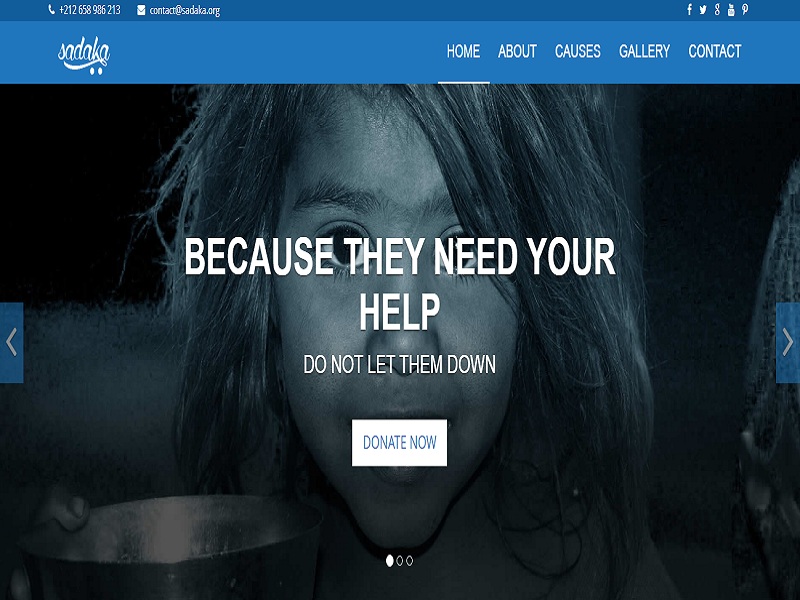 +212 658 986 213 contact@sadaka.org
sadaka
HOME ABOUT CAUSES GALLERY CONTACT
BECAUSE THEY NEED YOUR
HELP
DO NOT LET THEM DOWN
DONATE NOW